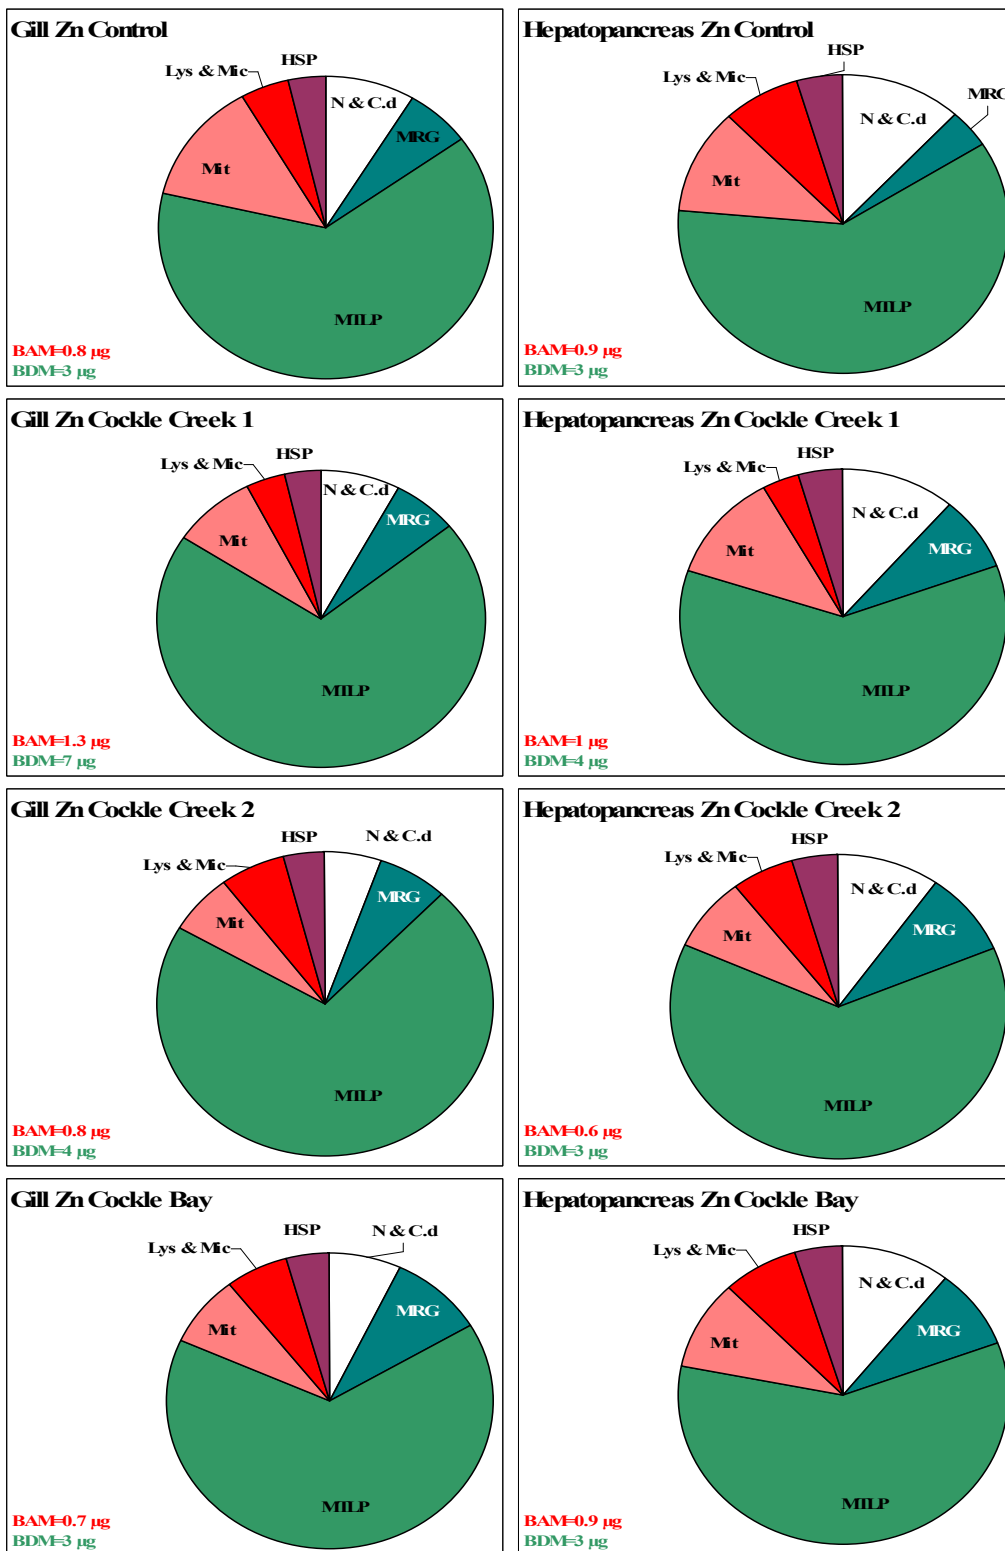 Gill Zn Control
HSP
Lys & Mic
N & C.d
MRG
Mit
MTLP
BAM=0.8 µg
BDM=3 µg
Hepatopancreas Zn Control
HSP
Lys & Mic
MRG
N & C.d
Mit
MTLP
BAM=0.9 µg
BDM=3 µg
Gill Zn Cockle Creek 1
HSP
Lys & Mic
N & C.d
MRG
Mit
MTLP
BAM=1.3 µg
BDM=7 µg
Hepatopancreas Zn Cockle Creek 1
HSP
Lys & Mic
N & C.d
MRG
Mit
MTLP
BAM=1 µg
BDM=4 µg
Gill Zn Cockle Creek 2
HSP
N & C.d
Lys & Mic
MRG
Mit
MTLP
BAM=0.8 µg
BDM=4 µg
Hepatopancreas Zn Cockle Creek 2
HSP
Lys & Mic
N & C.d
MRG
Mit
MTLP
BAM=0.6 µg
BDM=3 µg
Gill Zn Cockle Bay
HSP
N & C.d
Lys & Mic
MRG
Mit
MTLP
BAM=0.7 µg
BDM=3 µg
Hepatopancreas Zn Cockle Bay
HSP
Lys & Mic
N & C.d
MRG
Mit
MTLP
BAM=0.9 µg
BDM=3 µg